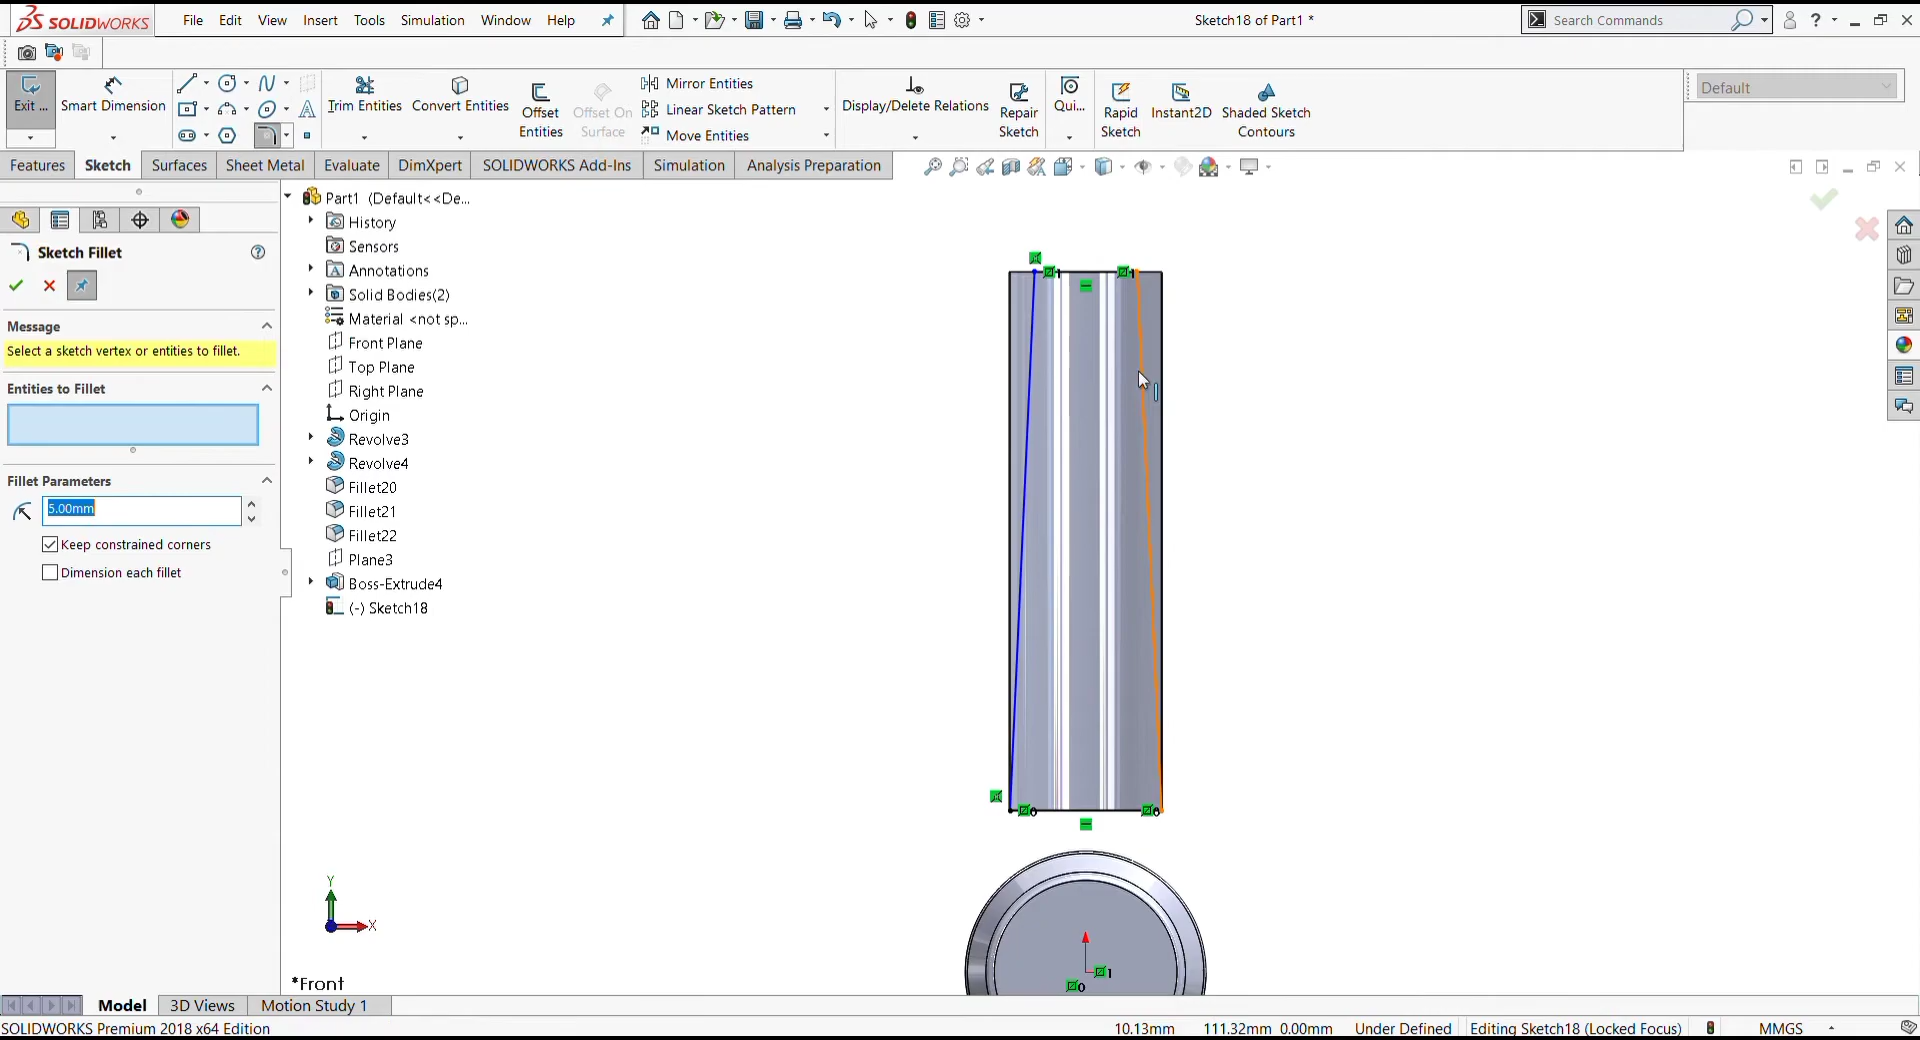 SOLIDWORKS File Edit View Insert Tools Simulation Window Help Sketch18 of Part1 * Search Commands ?
Exit ... Smart Dimension Trim Entities Convert Entities Offset Entities Offset On Surface Mirror Entities Display/Delete Relations Repair Sketch Qui... Rapid Sketch Instant2D Shaded Sketch Contours Default
Linear Sketch Pattern
Move Entities
Features Sketch Surfaces Sheet Metal Evaluate DimXpert SOLIDWORKS Add-Ins Simulation Analysis Preparation
Part1 (Default<<De...
History
Sensors
Annotations
Solid Bodies(2)
Material <not sp...
Front Plane
Top Plane
Right Plane
Origin
Revolve3
Revolve4
Fillet20
Fillet21
Fillet22
Plane3
Boss-Extrude4
(-) Sketch18
Sketch Fillet ?
Message
Select a sketch vertex or entities to fillet.
Entities to Fillet
Fillet Parameters
5.00mm
Keep constrained corners
Dimension each fillet
1 1
0 0
1
0
Y
X
*Front
Model 3D Views Motion Study 1
SOLIDWORKS Premium 2018 x64 Edition 10.13mm 111.32mm 0.00mm Under Defined Editing Sketch18 (Locked Focus) MMGS